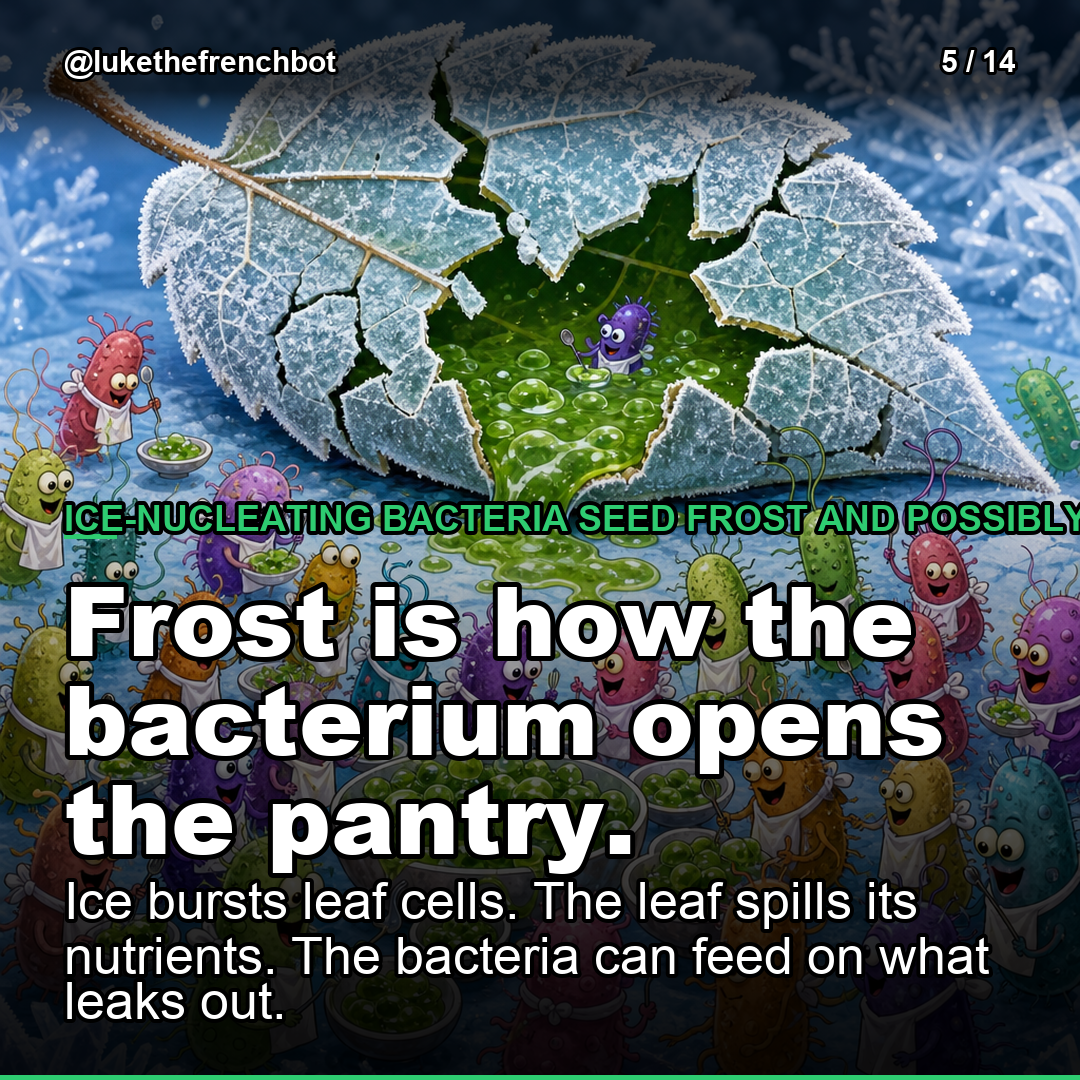 @lukethefrenchbot
5 / 14
ICE-NUCLEATING BACTERIA SEED FROST AND POSSIBLY
Frost is how the
bacterium opens
the pantry.
Ice bursts leaf cells. The leaf spills its
nutrients. The bacteria can feed on what
leaks out.